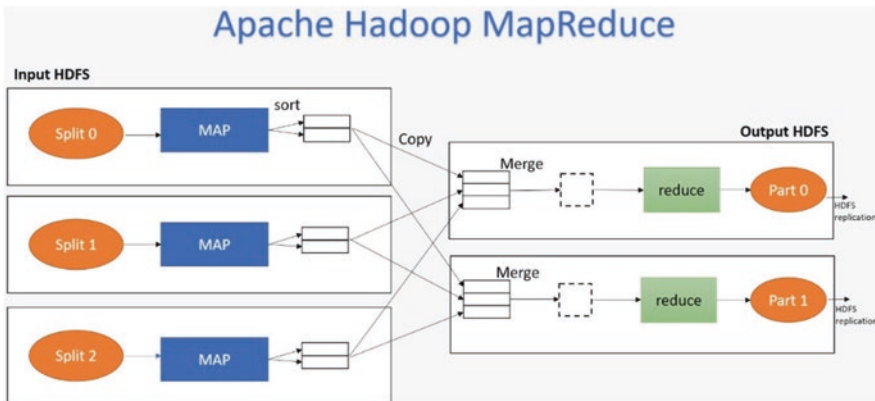 Apache Hadoop MapReduce
Input HDFS
Split 0
MAP
sort
Copy
Split 1
MAP
Split 2
MAP
Output HDFS
Merge
reduce
Part 0
HDFS
replication
Merge
reduce
Part 1
HDFS
replication